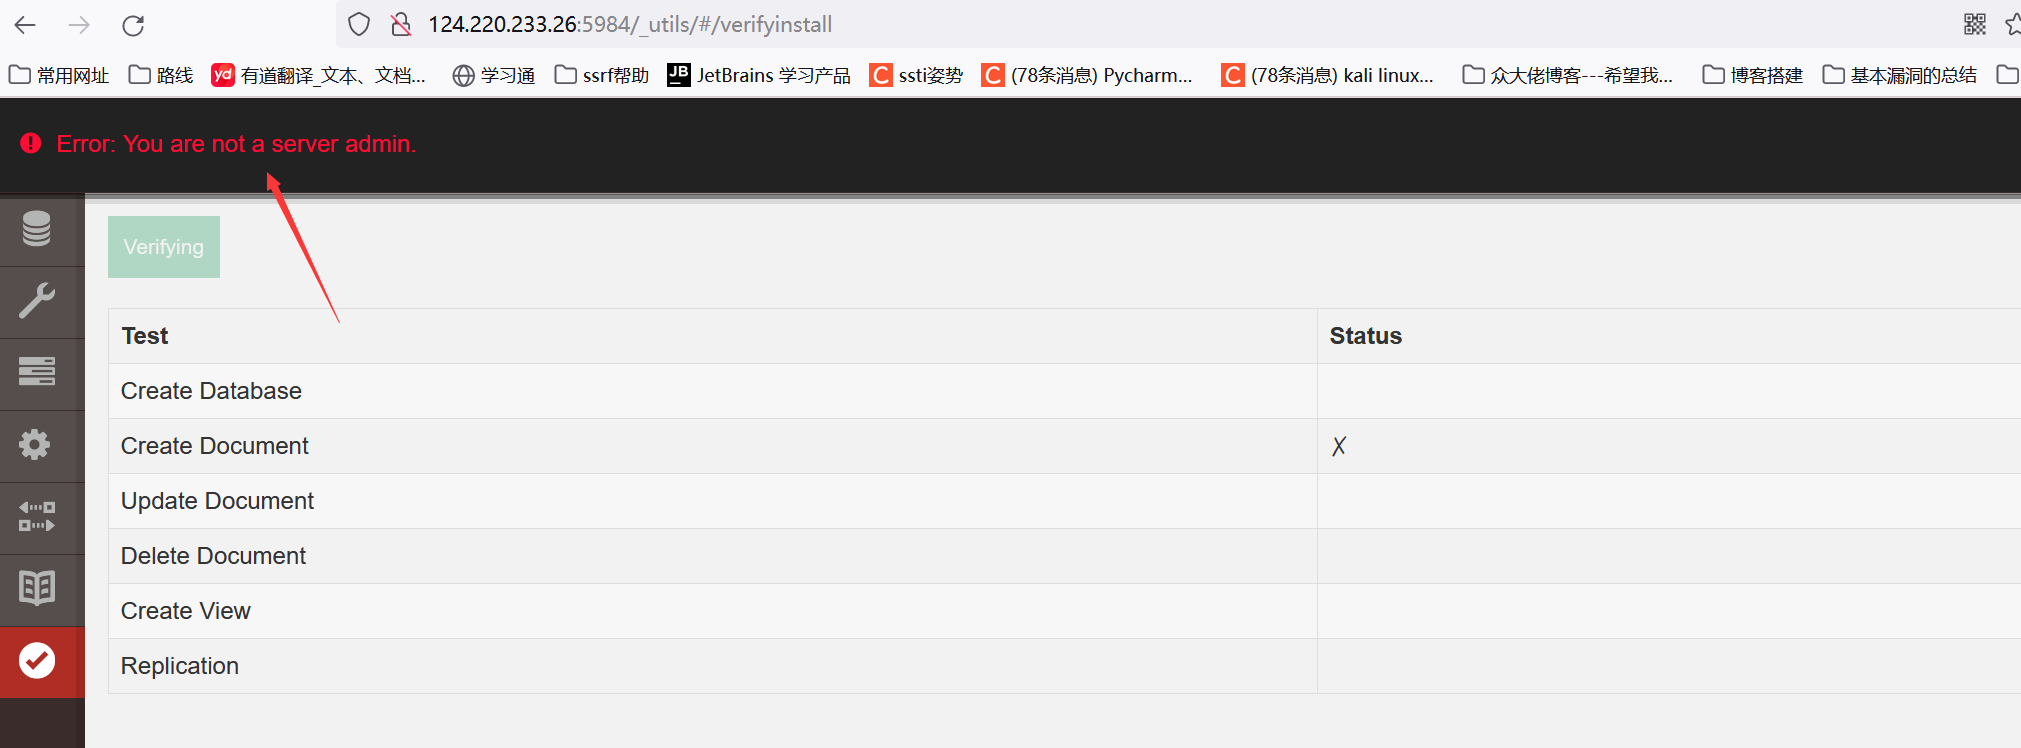 124.220.233.26:5984/_utils/#/verifyinstall
常用网址 路线 yd 有道翻译_文本、文档... 学习通 ssrf帮助 JB JetBrains 学习产品 C ssti姿势 C (78条消息) Pycharm... C (78条消息) kali linux... 众大佬博客---希望我... 博客搭建 基本漏洞的总结
Error: You are not a server admin.
Verifying
Test Status
Create Database
Create Document X
Update Document
Delete Document
Create View
Replication